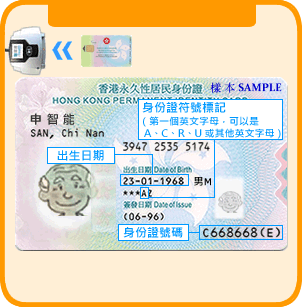 香港永久性居民身份證 樣本 SAMPLE
HONG KONG PERMANENT IDENTITY CARD
申智能
SAN, Chi Nan
身份證符號標記
(第一個英文字母，可以是
A、C、R、U 或其他英文字母)
3947 2535 5174
出生日期
出生日期 Date of Birth
23-01-1968 男M
***AZ
簽發日期 Date of Issue
(06-96)
身份證號碼 C668668(E)